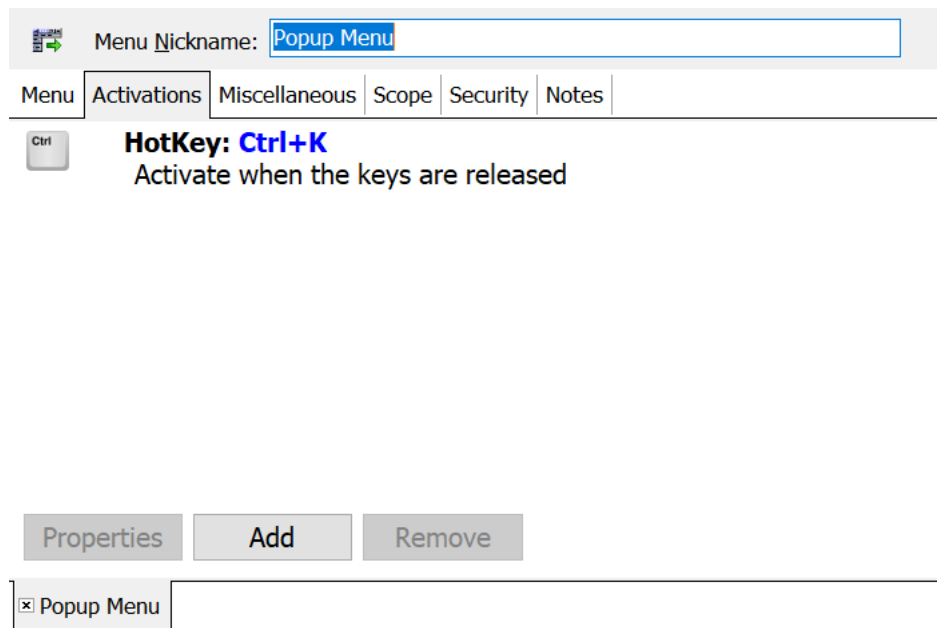 Menu Nickname: Popup Menu
Menu Activations Miscellaneous Scope Security Notes
Ctrl
HotKey: Ctrl+K
Activate when the keys are released
Properties Add Remove
Popup Menu